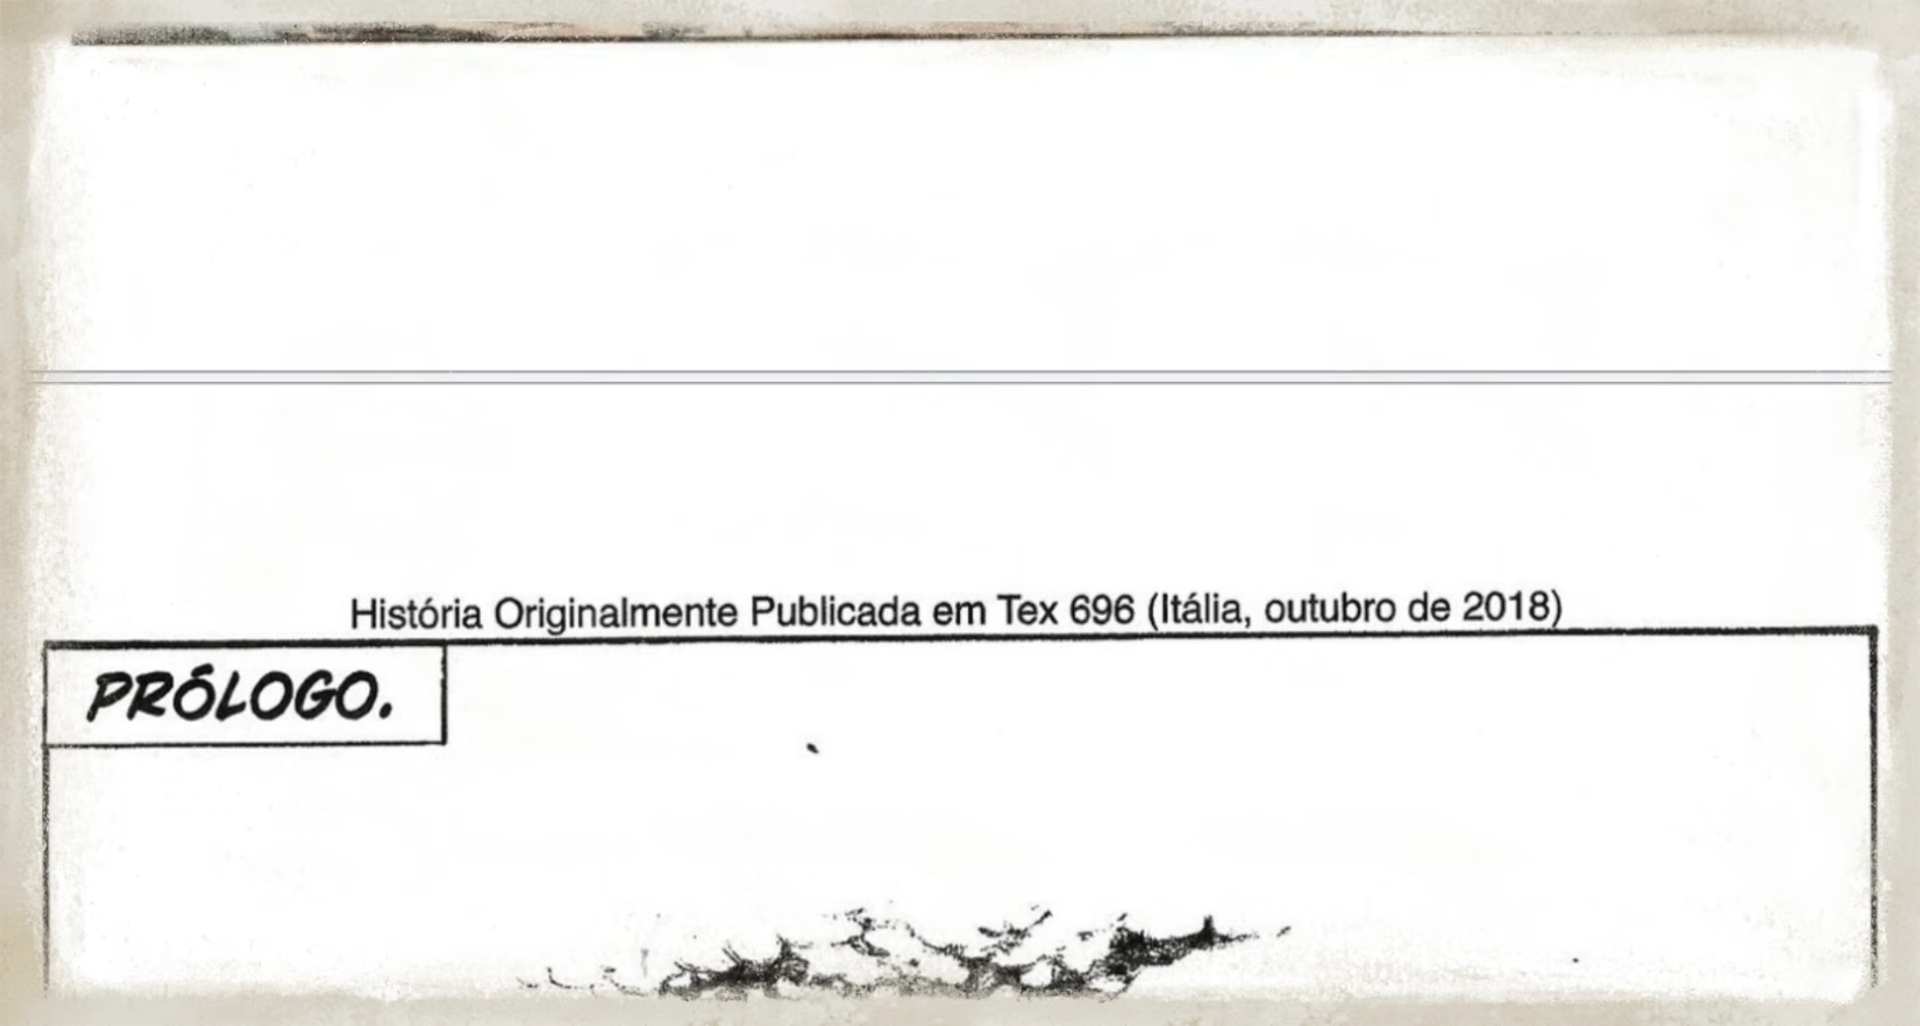 História Originalmente Publicada em Tex 696 (Itália, outubro de 2018)
PRÓLOGO.